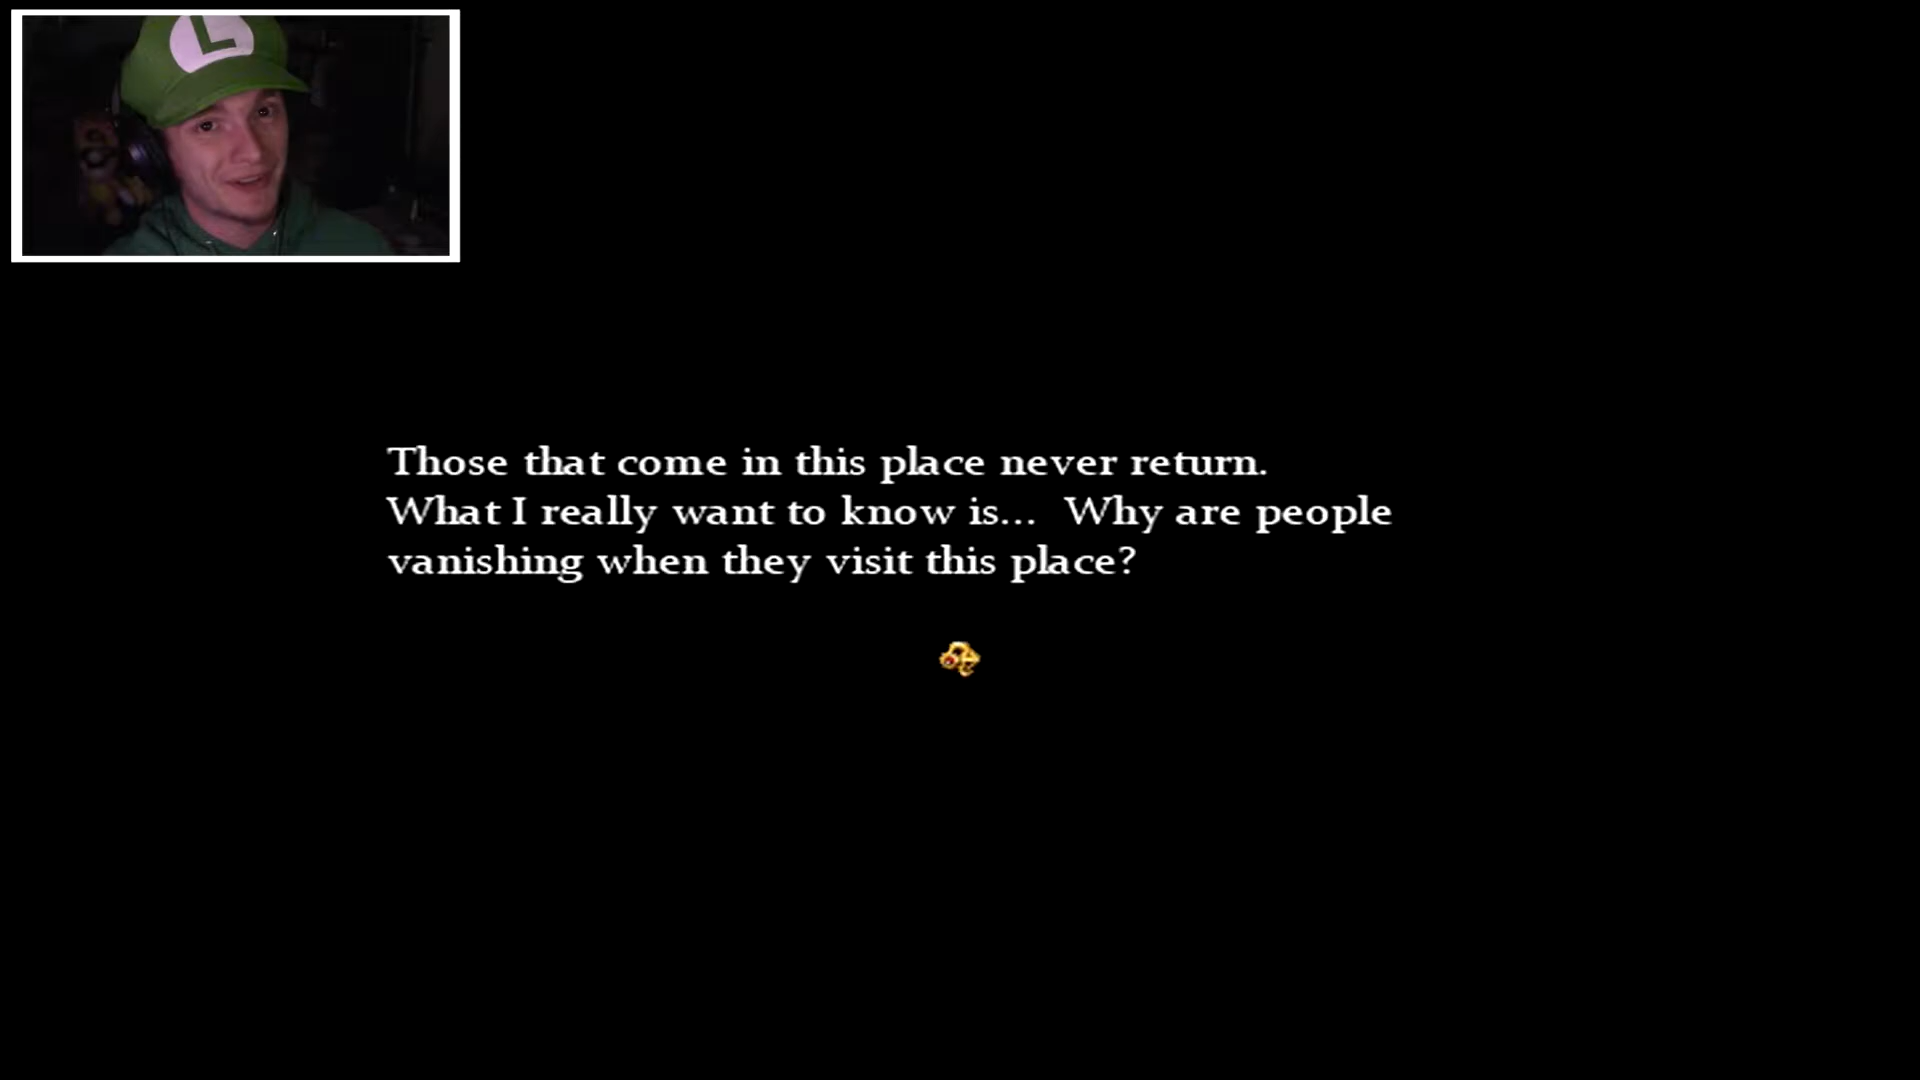 L
Those that come in this place never return.
What I really want to know is... Why are people
vanishing when they visit this place?